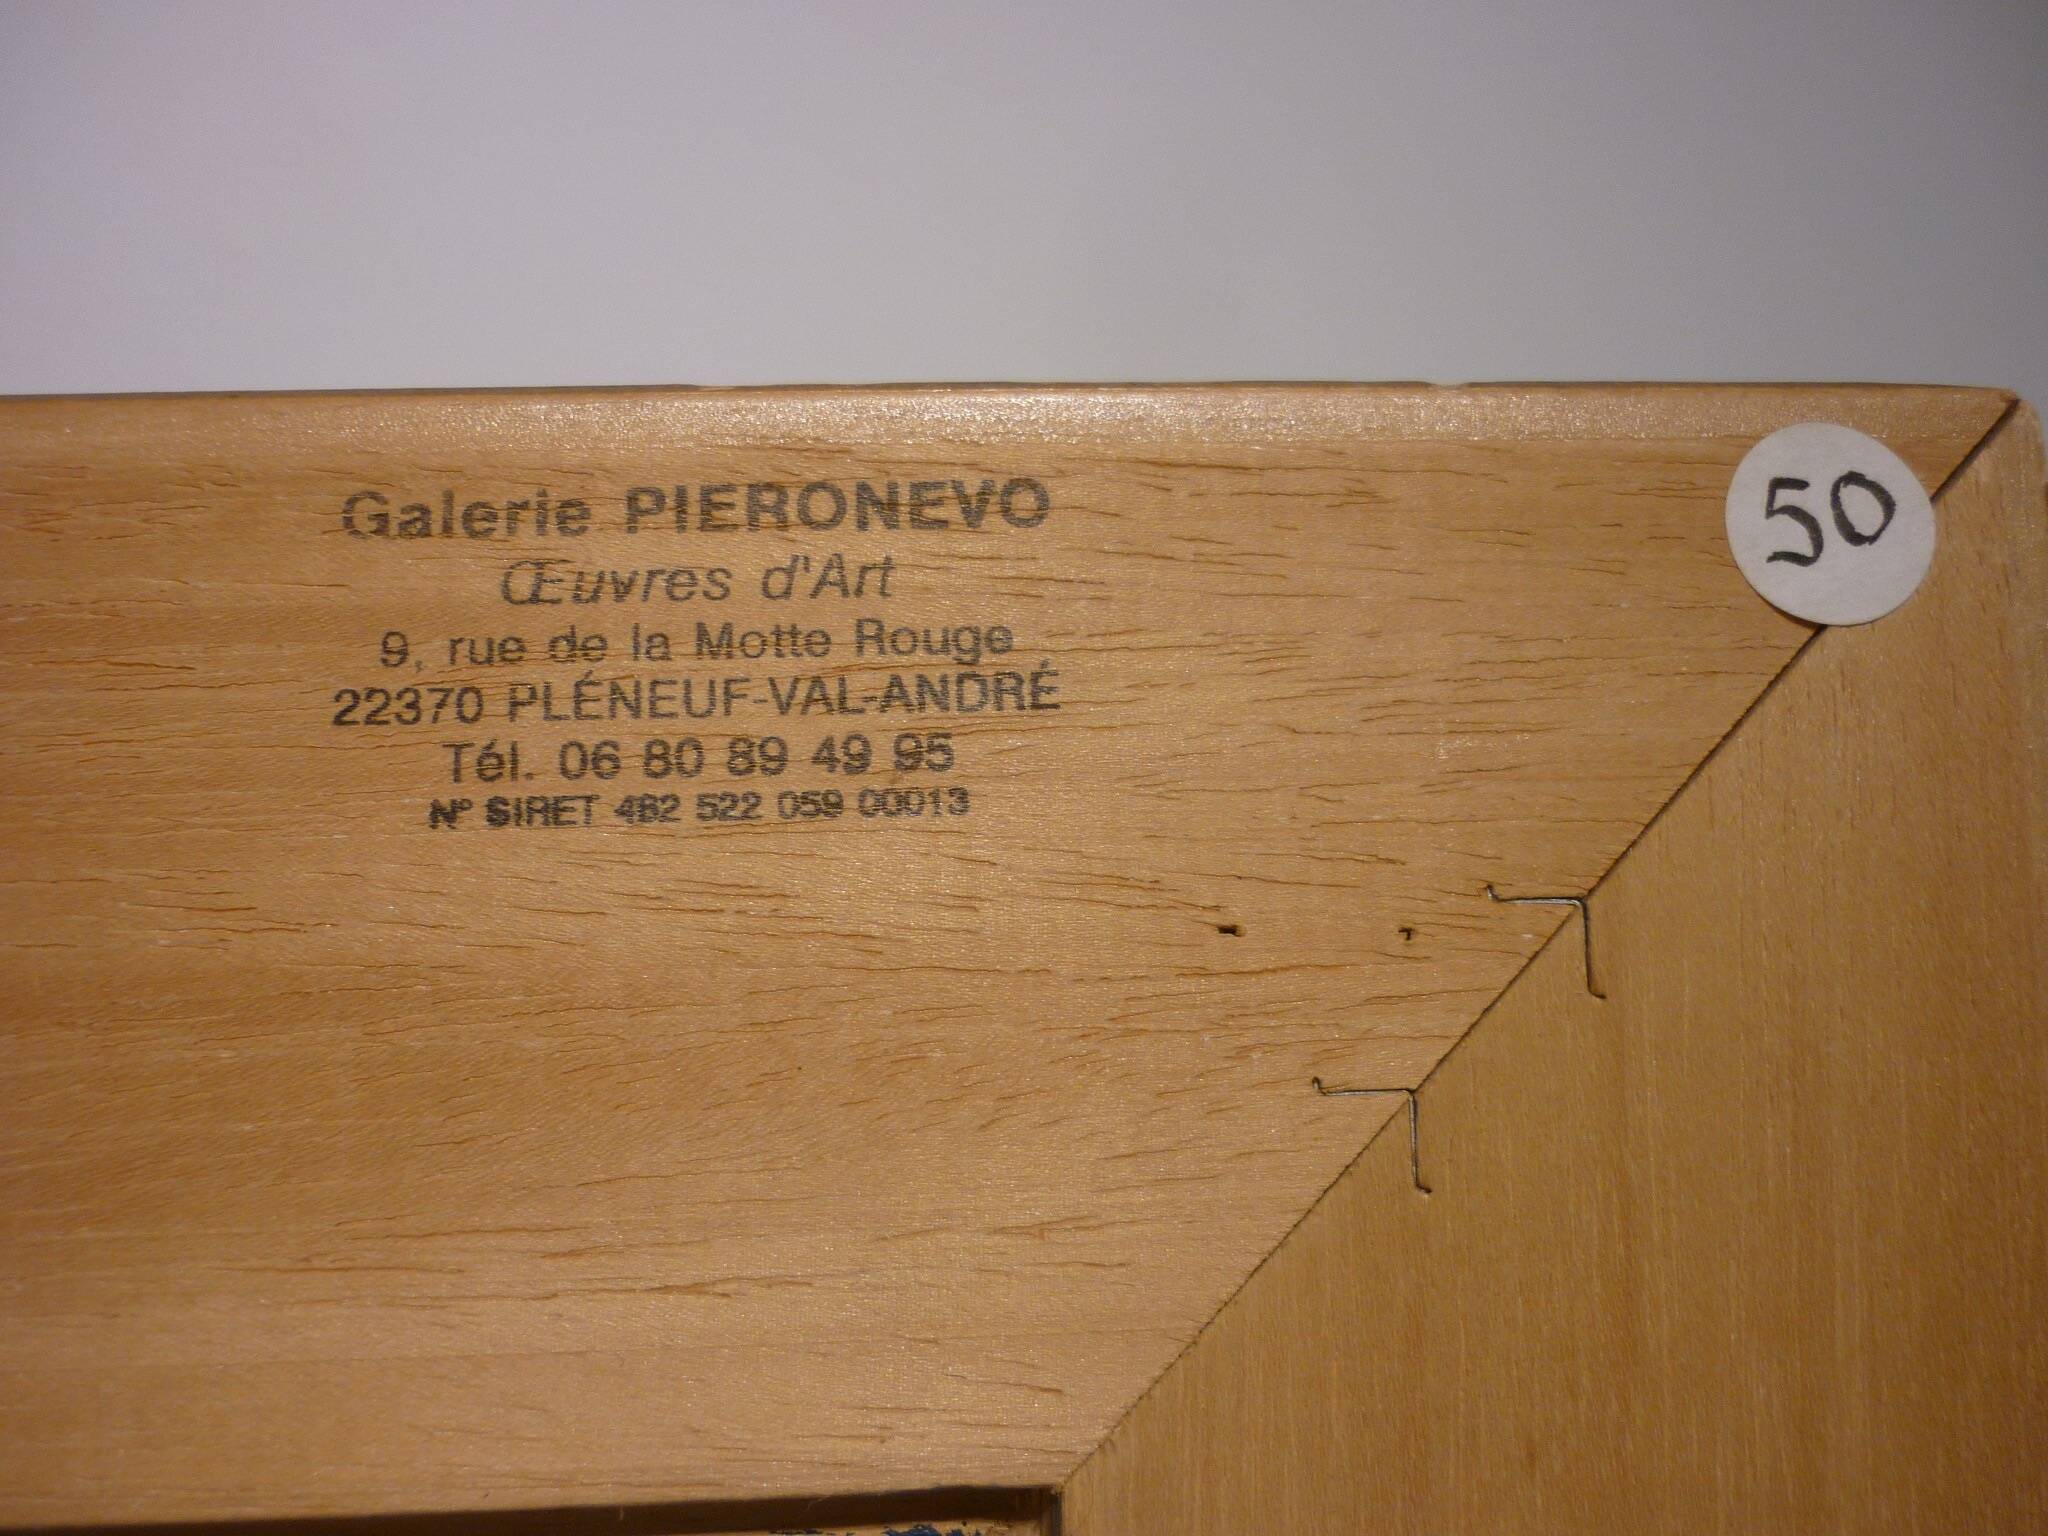 Galerie PIERONEVO
Œuvres d'Art
9, rue de la Motte Rouge
22370 PLÉNEUF-VAL-ANDRÉ
Tél. 06 80 89 49 95
N° SIRET 482 522 059 00013
50